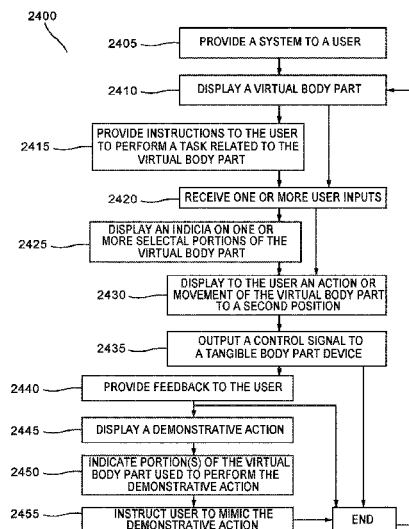 2400
2405
PROVIDE A SYSTEM TO A USER
2410
DISPLAY A VIRTUAL BODY PART
2415
PROVIDE INSTRUCTIONS TO THE USER
TO PERFORM A TASK RELATED TO THE
VIRTUAL BODY PART
2420
RECEIVE ONE OR MORE USER INPUTS
2425
DISPLAY AN INDICIA ON ONE OR
MORE SELECTAL PORTIONS OF THE
VIRTUAL BODY PART
2430
DISPLAY TO THE USER AN ACTION OR
MOVEMENT OF THE VIRTUAL BODY PART
TO A SECOND POSITION
2435
OUTPUT A CONTROL SIGNAL TO
A TANGIBLE BODY PART DEVICE
2440
PROVIDE FEEDBACK TO THE USER
2445
DISPLAY A DEMONSTRATIVE ACTION
2450
INDICATE PORTION(S) OF THE VIRTUAL
BODY PART USED TO PERFORM THE
DEMONSTRATIVE ACTION
2455
INSTRUCT USER TO MIMIC THE
DEMONSTRATIVE ACTION
END